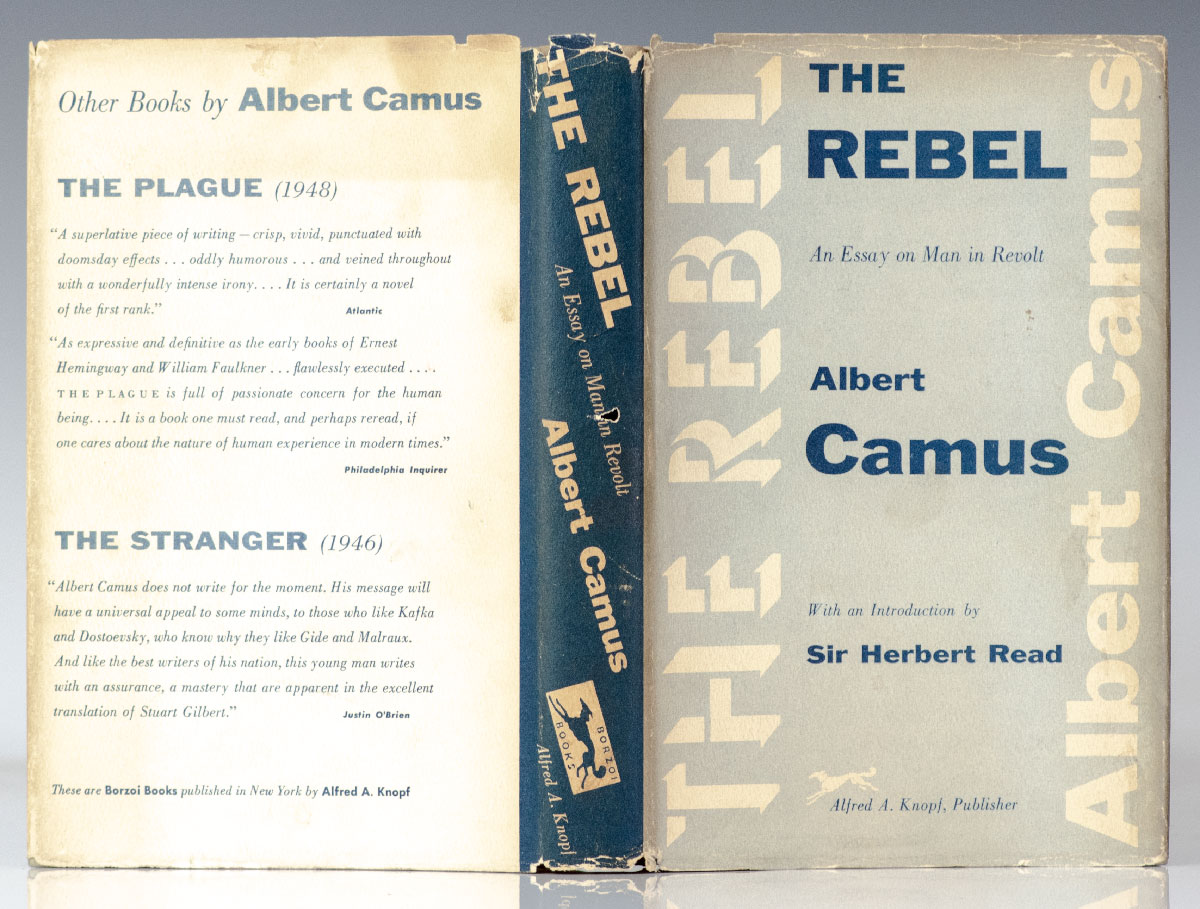 Other Books by Albert Camus
THE PLAGUE (1948)
“A superlative piece of writing — crisp, vivid, punctuated with
doomsday effects . . . oddly humorous . . . and veined throughout
with a wonderfully intense irony. . . . It is certainly a novel
of the first rank.” Atlantic
“As expressive and definitive as the early books of Ernest
Hemingway and William Faulkner . . . flawlessly executed . . . .
THE PLAGUE is full of passionate concern for the human
being. . . . It is a book one must read, and perhaps reread, if
one cares about the nature of human experience in modern times.”
Philadelphia Inquirer
THE STRANGER (1946)
“Albert Camus does not write for the moment. His message will
have a universal appeal to some minds, to those who like Kafka
and Dostoevsky, who know why they like Gide and Malraux.
And like the best writers of his nation, this young man writes
with an assurance, a mastery that are apparent in the excellent
translation of Stuart Gilbert.” Justin O'Brien
These are Borzoi Books published in New York by Alfred A. Knopf
THE REBEL
An Essay on Man in Revolt
Albert Camus
BORZOI
BOOKS
Alfred A. Knopf
THE REBEL
THE
REBEL
An Essay on Man in Revolt
Albert
Camus
With an Introduction by
Sir Herbert Read
Alfred A. Knopf, Publisher
Albert Camus